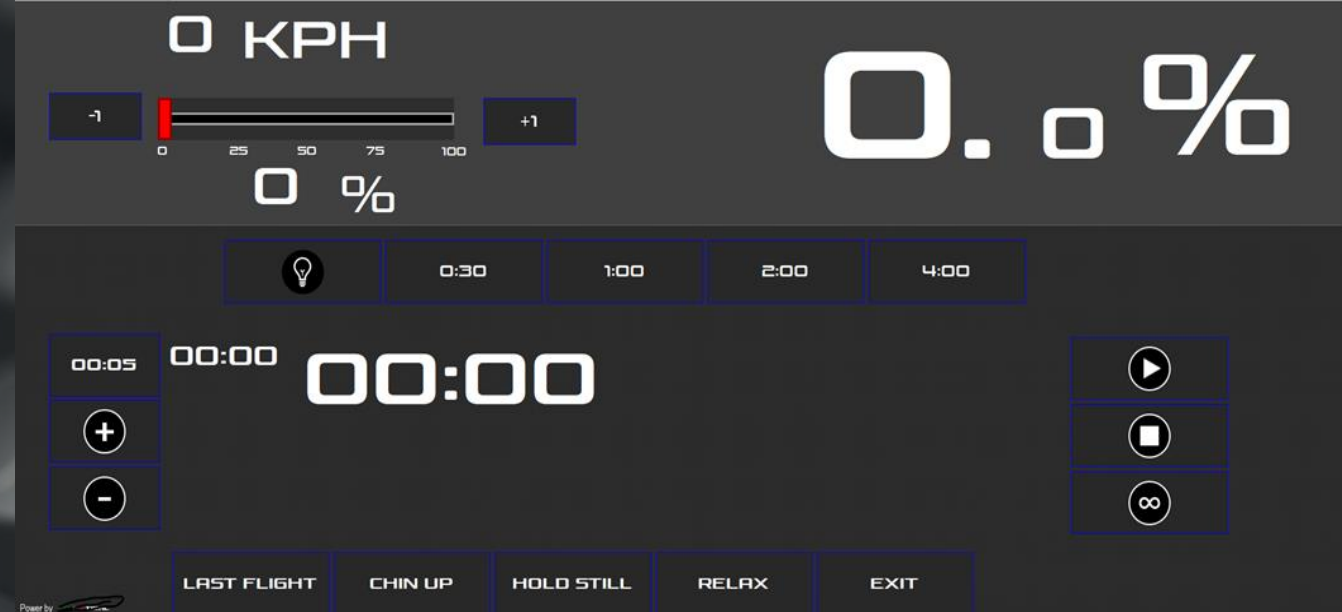 0 KPH
0. 0 %
-1
+1
0 25 50 75 100
0 %
0:30 1:00 2:00 4:00
00:05 00:00 00:00
+
-
∞
LAST FLIGHT CHIN UP HOLD STILL RELAX EXIT
Power by